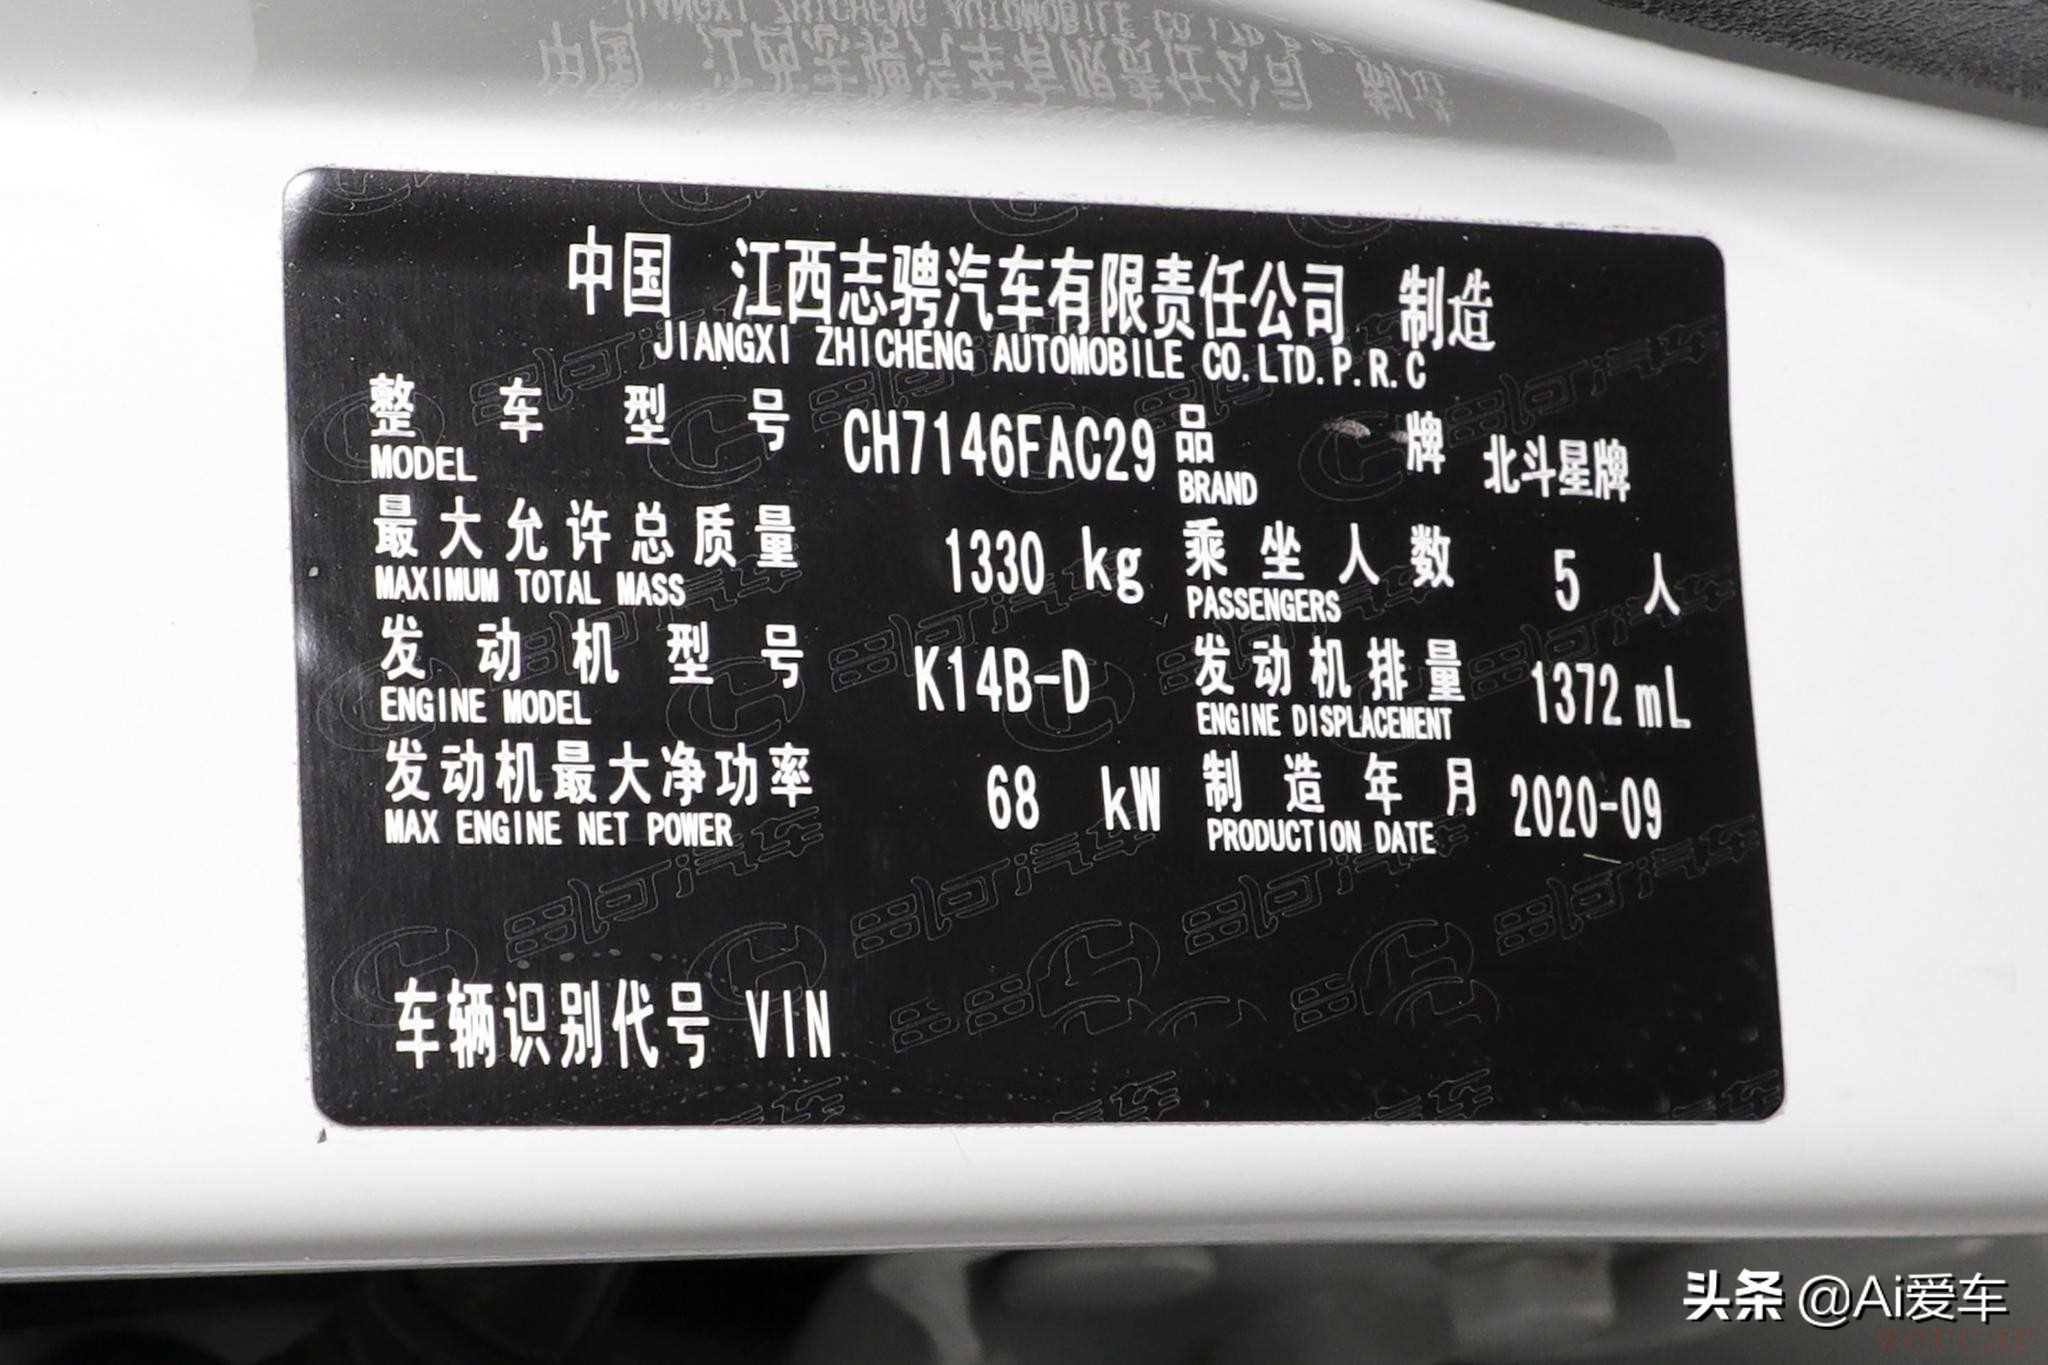 中国 江西志骋汽车有限责任公司 制造
JIANGXI ZHICHENG AUTOMOBILE CO.LTD.P.R.C
整车型号 CH7146FAC29 品牌 北斗星牌
MODEL BRAND
最大允许总质量 1330 kg 乘坐人数 5 人
MAXIMUM TOTAL MASS PASSENGERS
发动机型号 K14B-D 发动机排量 1372 mL
ENGINE MODEL ENGINE DISPLACEMENT
发动机最大净功率 68 kW 制造年月 2020-09
MAX ENGINE NET POWER PRODUCTION DATE
车辆识别代号 VIN
头条 @Ai爱车